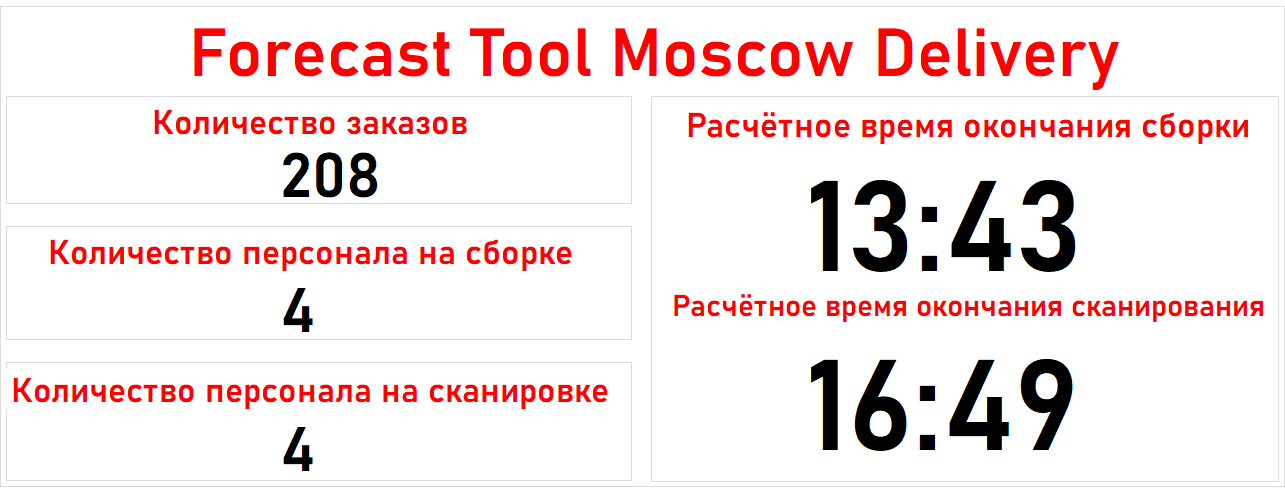 Forecast Tool Moscow Delivery
Количество заказов
208
Количество персонала на сборке
4
Количество персонала на сканировке
4
Расчётное время окончания сборки
13:43
Расчётное время окончания сканирования
16:49